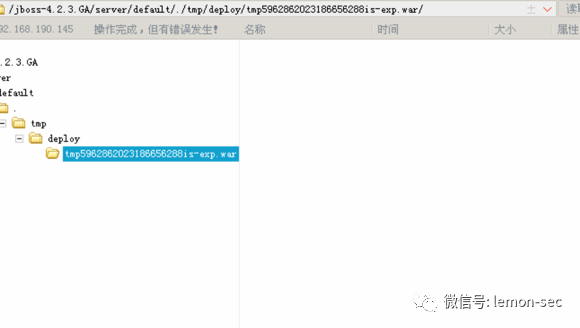 /jboss-4.2.3.GA/server/default/./tmp/deploy/tmp5962862023186656288is-exp.war/
92.168.190.145 操作完成,但有错误发生! 名称 时间 大小 属性
.2.3.GA
ver
default
.
tmp
deploy
tmp5962862023186656288is-exp.war
微信号: lemon-sec